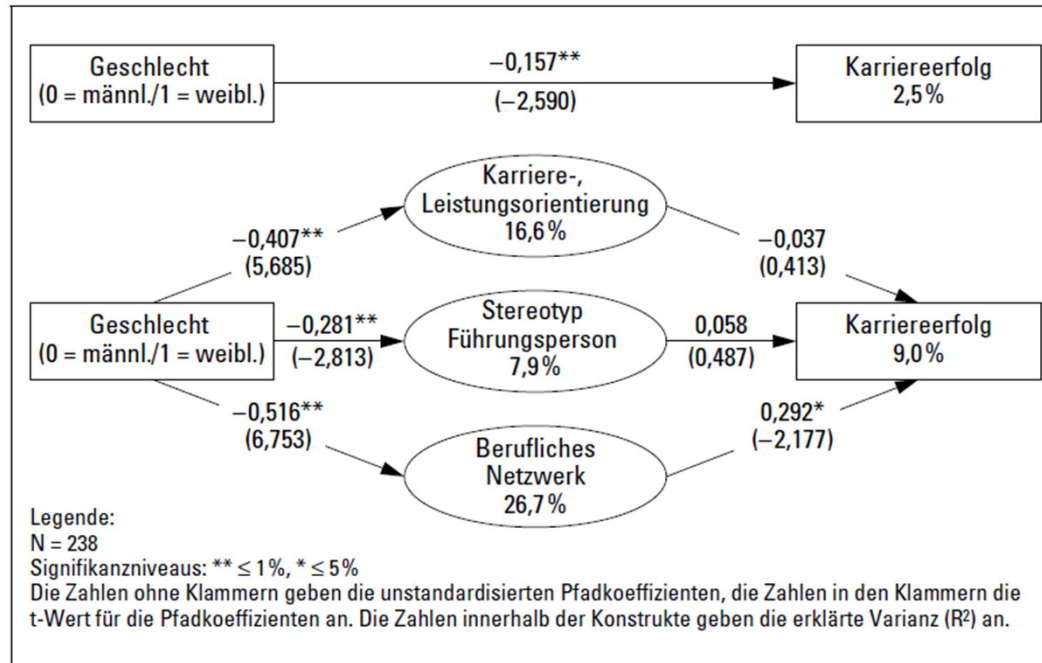 Geschlecht
(0 = männl./1 = weibl.)
−0,157**
(−2,590)
Karriereerfolg
2,5%
Karriere-,
Leistungsorientierung
16,6%
−0,407**
(5,685)
−0,037
(0,413)
Geschlecht
(0 = männl./1 = weibl.)
−0,281**
(−2,813)
Stereotyp
Führungsperson
7,9%
0,058
(0,487)
Karriereerfolg
9,0%
−0,516**
(6,753)
0,292*
(−2,177)
Berufliches
Netzwerk
26,7%
Legende:
N = 238
Signifikanzniveaus: ** ≤ 1%, * ≤ 5%
Die Zahlen ohne Klammern geben die unstandardisierten Pfadkoeffizienten, die Zahlen in den Klammern die
t-Wert für die Pfadkoeffizienten an. Die Zahlen innerhalb der Konstrukte geben die erklärte Varianz (R²) an.